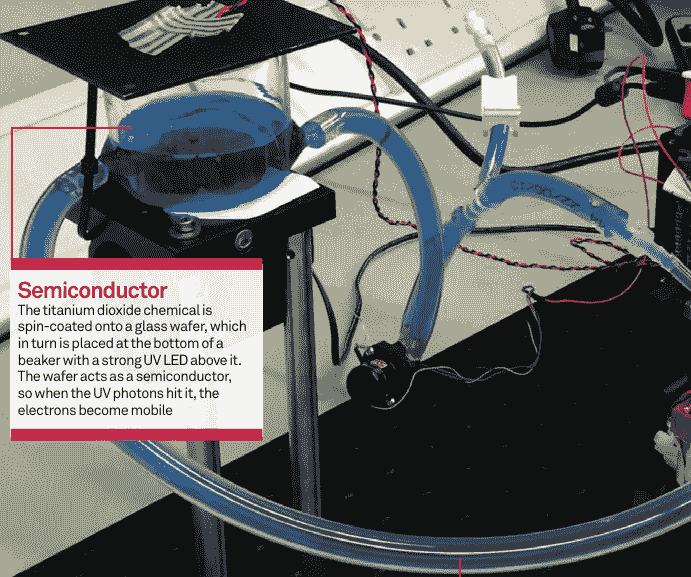 Semiconductor
The titanium dioxide chemical is
spin-coated onto a glass wafer, which
in turn is placed at the bottom of a
beaker with a strong UV LED above it.
The wafer acts as a semiconductor,
so when the UV photons hit it, the
electrons become mobile